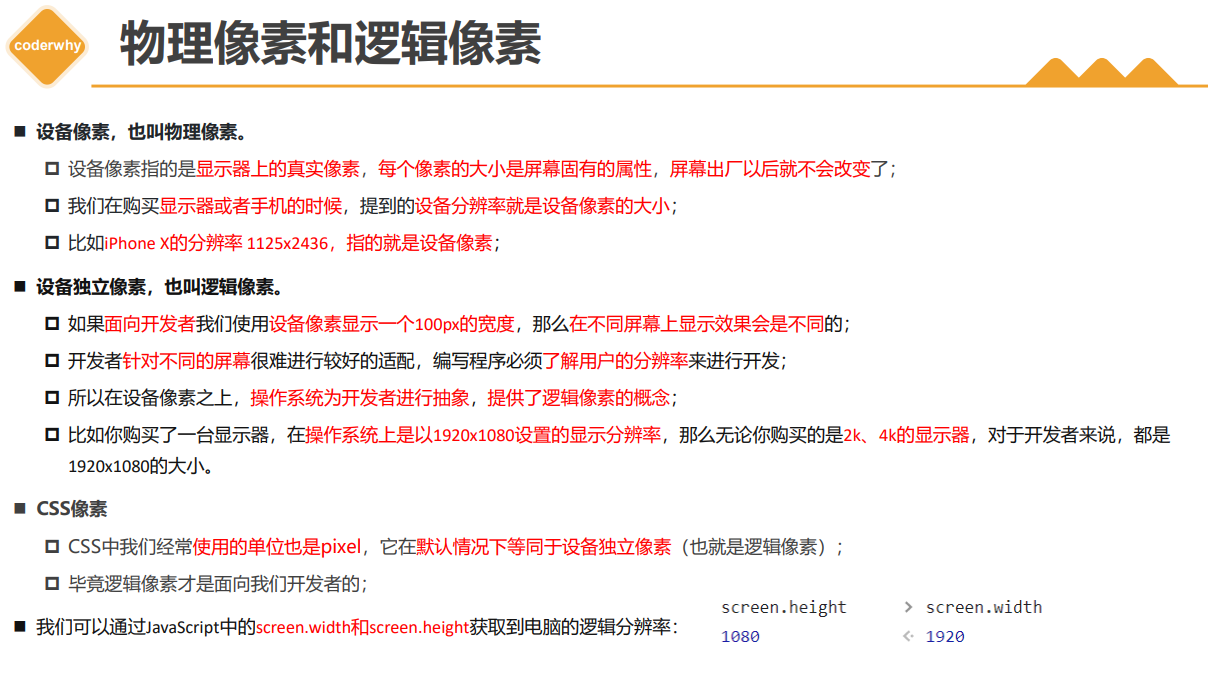 coderwhy
物理像素和逻辑像素
■ 设备像素，也叫物理像素。
设备像素指的是显示器上的真实像素，每个像素的大小是屏幕固有的属性，屏幕出厂以后就不会改变了；
我们在购买显示器或者手机的时候，提到的设备分辨率就是设备像素的大小；
比如iPhone X的分辨率 1125x2436，指的就是设备像素；
■ 设备独立像素，也叫逻辑像素。
如果面向开发者我们使用设备像素显示一个100px的宽度，那么在不同屏幕上显示效果会是不同的；
开发者针对不同的屏幕很难进行较好的适配，编写程序必须了解用户的分辨率来进行开发；
所以在设备像素之上，操作系统为开发者进行抽象，提供了逻辑像素的概念；
比如你购买了一台显示器，在操作系统上是以1920x1080设置的显示分辨率，那么无论你购买的是2k、4k的显示器，对于开发者来说，都是
1920x1080的大小。
■ CSS像素
CSS中我们经常使用的单位也是pixel，它在默认情况下等同于设备独立像素（也就是逻辑像素）；
毕竟逻辑像素才是面向我们开发者的；
■ 我们可以通过JavaScript中的screen.width和screen.height获取到电脑的逻辑分辨率：
screen.height
1080
> screen.width
1920